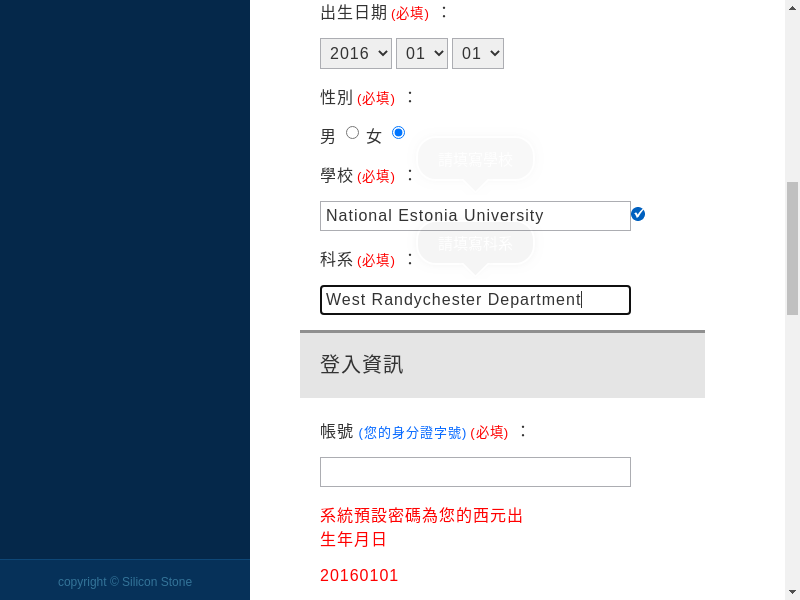 出生日期 (必填) ：
2016 01 01
性別 (必填) ：
男 女
請填寫學校
學校 (必填) ：
National Estonia University
請填寫科系
科系 (必填) ：
West Randychester Department
登入資訊
帳號 (您的身分證字號) (必填) ：
系統預設密碼為您的西元出
生年月日
20160101
copyright © Silicon Stone